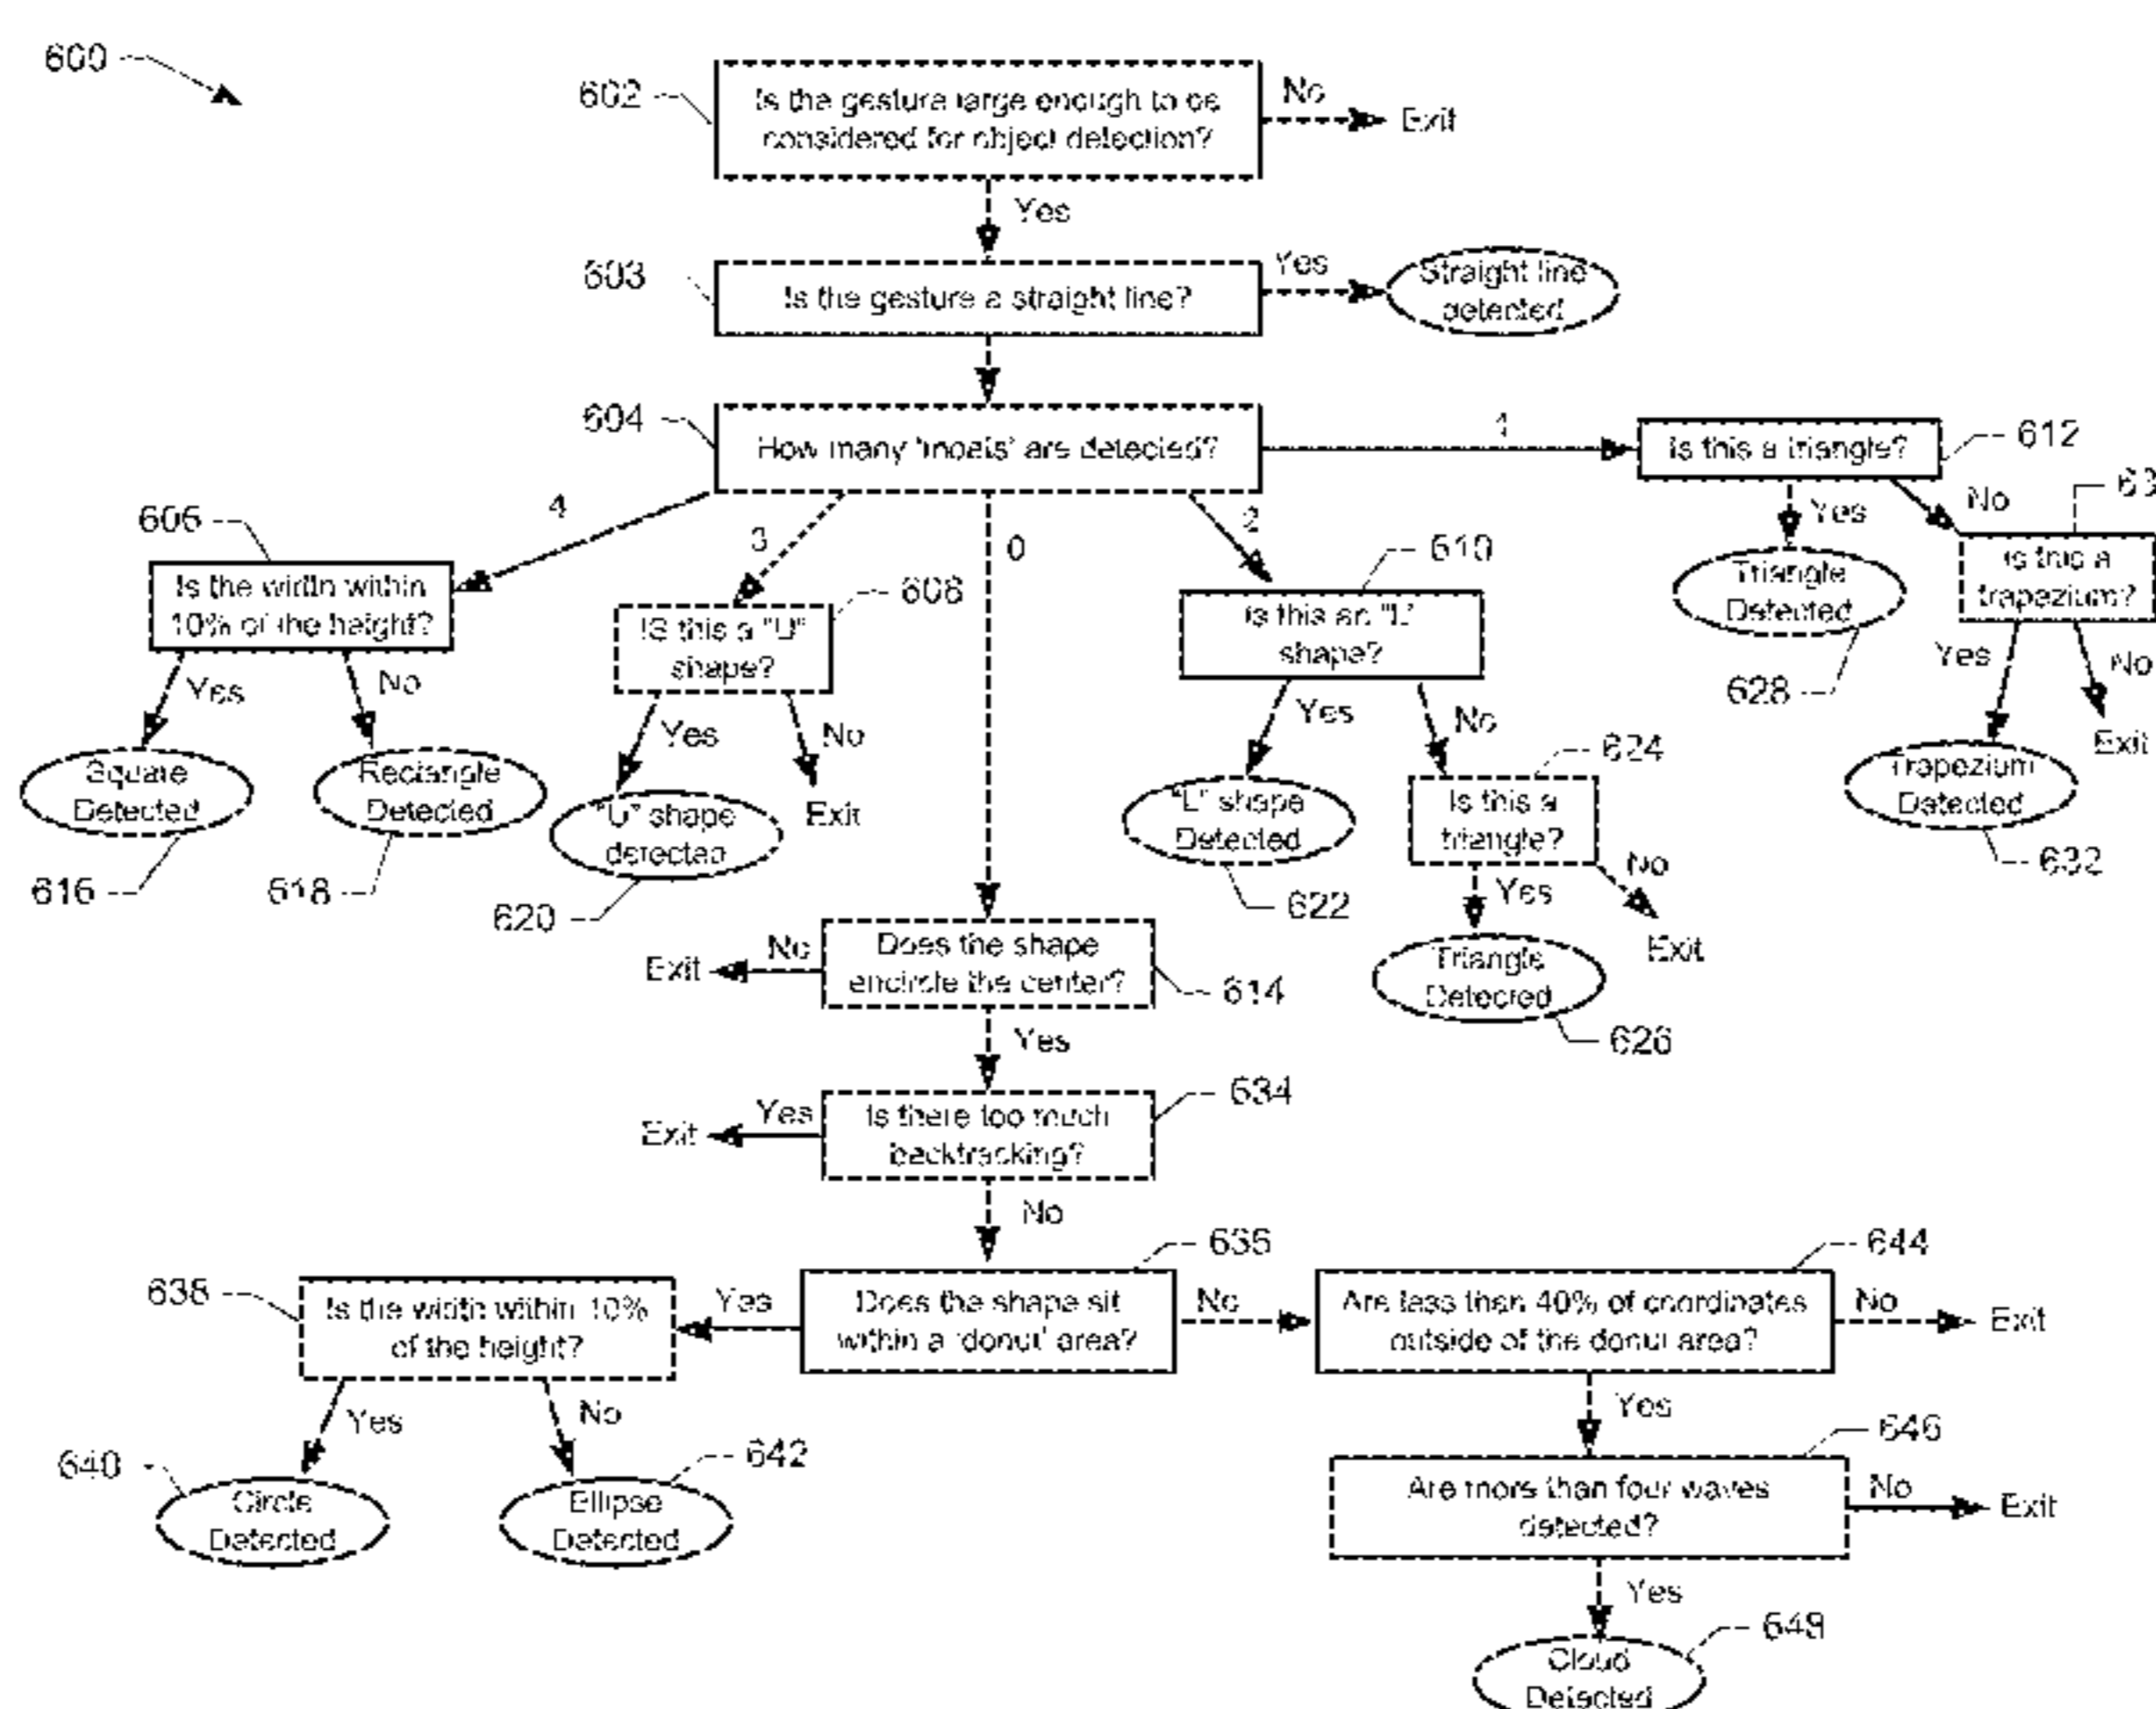 600
602
Is the gesture large enough to be
considered for object detection?
No
Exit
Yes
603
Is the gesture a straight line?
Yes
Straight line
detected
604
How many 'moats' are detected?
4
3
0
2
1
Is this a triangle?
612
Yes
No
Triangle
Detected
628
63
Is this a
trapezium?
Yes
No
Exit
Trapezium
Detected
632
606
Is the width within
10% of the height?
Yes
No
Square
Detected
616
Rectangle
Detected
618
608
IS this a "U"
shape?
Yes
No
Exit
"U" shape
detected
620
610
Is this an "L"
shape?
Yes
No
"L" shape
Detected
622
624
Is this a
triangle?
Yes
No
Exit
Triangle
Detected
626
Does the shape
encircle the center?
614
No
Exit
Yes
634
Is there too much
backtracking?
Yes
Exit
No
636
Does the shape sit
within a 'donut' area?
Yes
No
638
Is the width within 10%
of the height?
Yes
No
640
Circle
Detected
642
Ellipse
Detected
644
Are less than 40% of coordinates
outside of the donut area?
No
Exit
Yes
646
Are more than four waves
detected?
No
Exit
Yes
648
Cloud
Detected